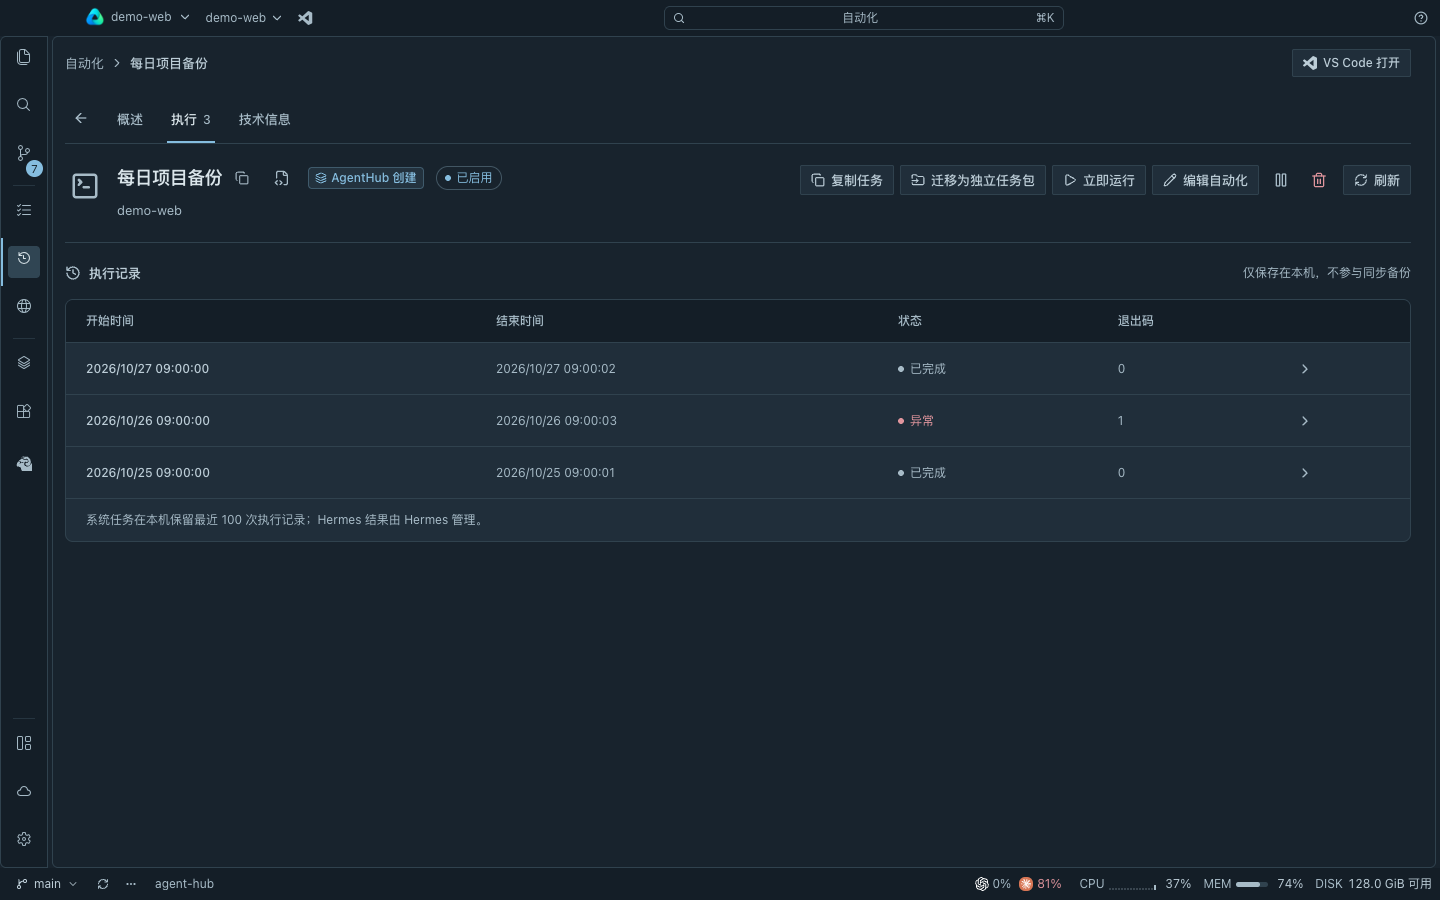 demo-web demo-web 自动化 ⌘K
自动化 > 每日项目备份 VS Code 打开
概述 执行 3 技术信息
7
每日项目备份 AgentHub 创建 已启用 复制任务 迁移为独立任务包 立即运行 编辑自动化 刷新
demo-web
执行记录 仅保存在本机，不参与同步备份
开始时间 结束时间 状态 退出码
2026/10/27 09:00:00 2026/10/27 09:00:02 已完成 0
2026/10/26 09:00:00 2026/10/26 09:00:03 异常 1
2026/10/25 09:00:00 2026/10/25 09:00:01 已完成 0
系统任务在本机保留最近 100 次执行记录；Hermes 结果由 Hermes 管理。
main agent-hub 0% 81% CPU 37% MEM 74% DISK 128.0 GiB 可用